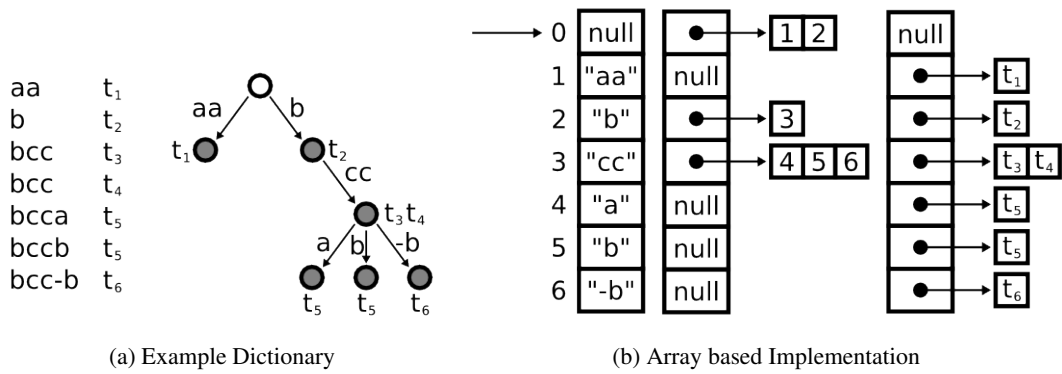 aa t₁
b t₂
bcc t₃
bcc t₄
bcca t₅
bccb t₅
bcc-b t₆
aa b
t₁ t₂
cc
t₃t₄
a b -b
t₅ t₅ t₆
0 null 1 2 null
1 "aa" null t₁
2 "b" 3 t₂
3 "cc" 4 5 6 t₃ t₄
4 "a" null t₅
5 "b" null t₅
6 "-b" null t₆
(a) Example Dictionary
(b) Array based Implementation